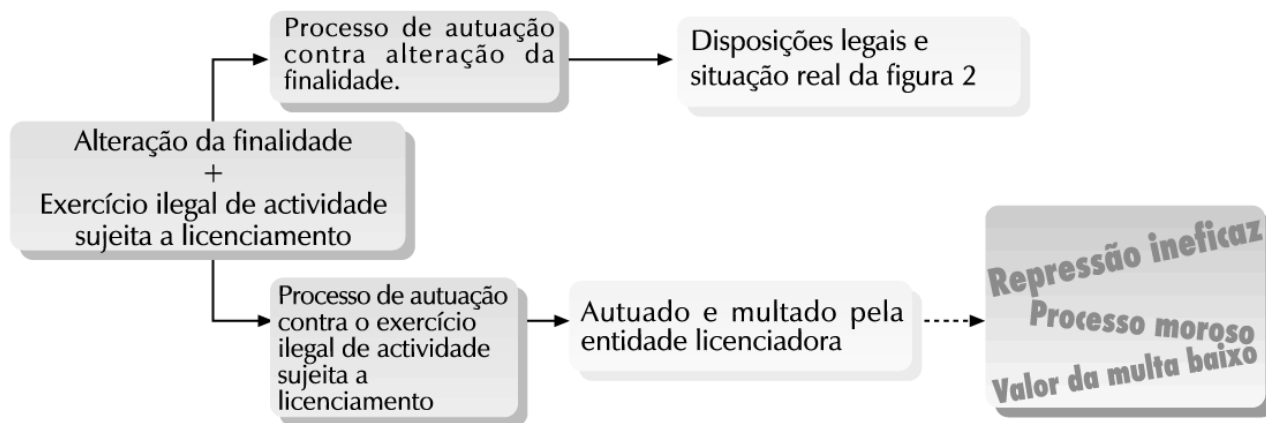 Processo de autuação
contra alteração da
finalidade.
Disposições legais e
situação real da figura 2
Alteração da finalidade
+
Exercício ilegal de actividade
sujeita a licenciamento
Processo de autuação
contra o exercício
ilegal de actividade
sujeita a
licenciamento
Autuado e multado pela
entidade licenciadora
Repressão ineficaz
Processo moroso
Valor da multa baixo